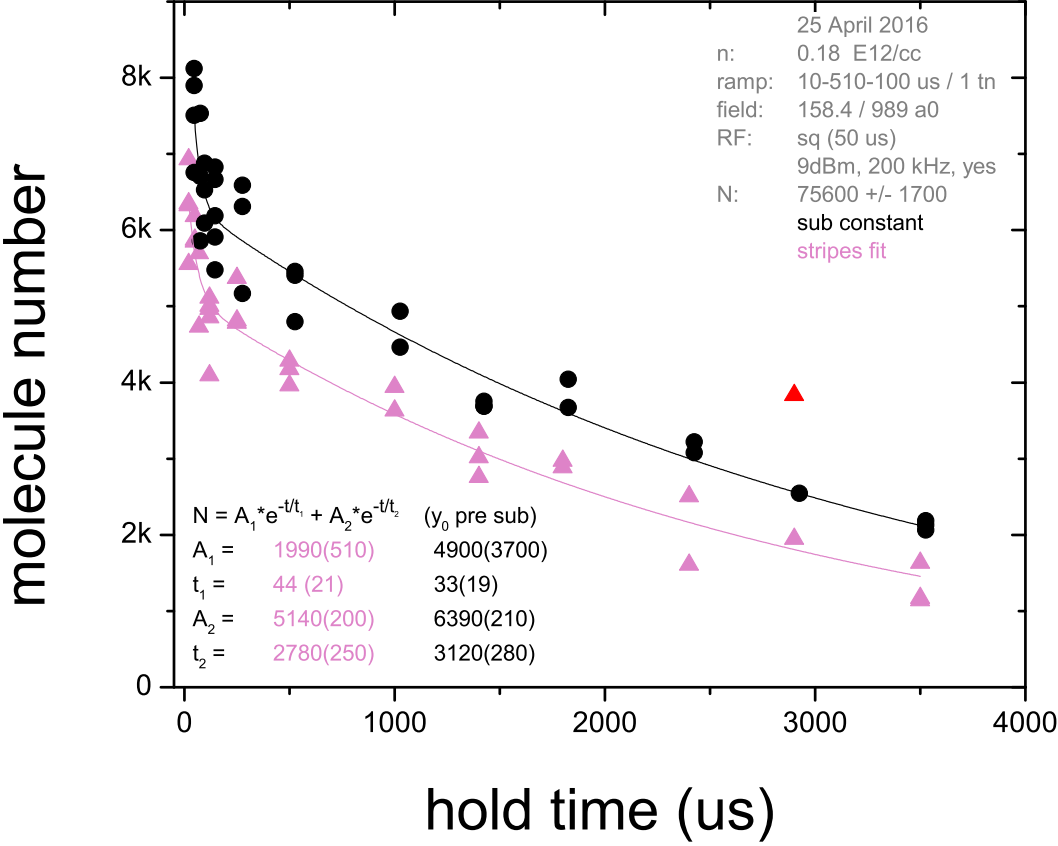 25 April 2016
n: 0.18 E12/cc
ramp: 10-510-100 us / 1 tn
field: 158.4 / 989 a0
RF: sq (50 us)
9dBm, 200 kHz, yes
N: 75600 +/- 1700
sub constant
stripes fit
8k
6k
4k
2k
0
molecule number
N = A₁*e^-t/t₁ + A₂*e^-t/t₂ (y₀ pre sub)
A₁ = 1990(510) 4900(3700)
t₁ = 44 (21) 33(19)
A₂ = 5140(200) 6390(210)
t₂ = 2780(250) 3120(280)
0 1000 2000 3000 4000
hold time (us)